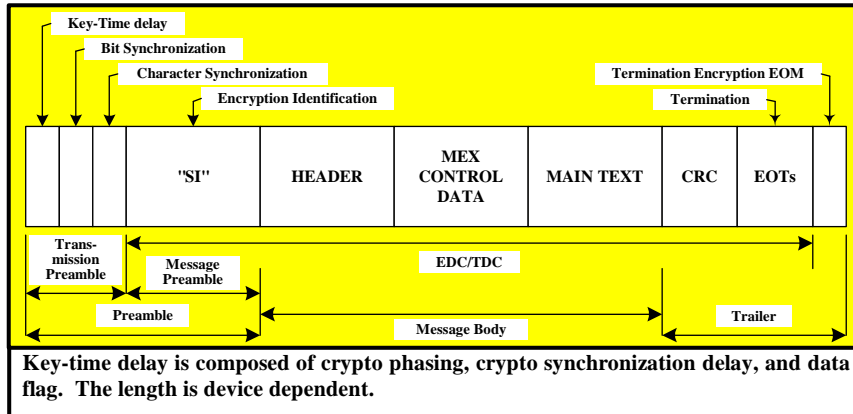 Key-Time delay
Bit Synchronization
Character Synchronization
Termination Encryption EOM
Encryption Identification
Termination
"SI"
HEADER
MEX
CONTROL
DATA
MAIN TEXT
CRC
EOTs
Trans-
mission
Preamble
Message
Preamble
EDC/TDC
Preamble
Message Body
Trailer
Key-time delay is composed of crypto phasing, crypto synchronization delay, and data
flag. The length is device dependent.